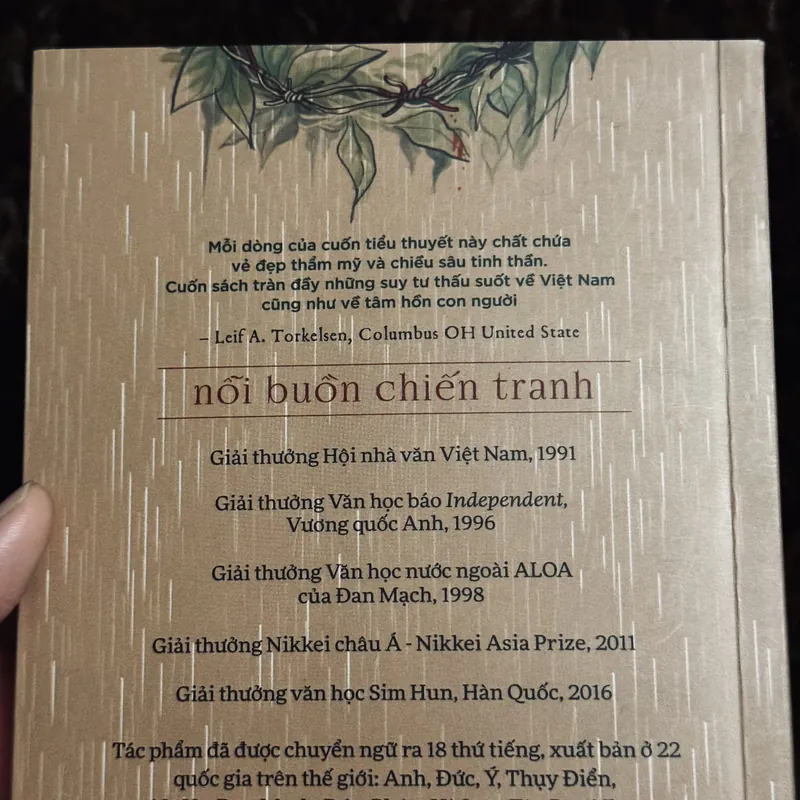 Mỗi dòng của cuốn tiểu thuyết này chất chứa
vẻ đẹp thẩm mỹ và chiều sâu tinh thần.
Cuốn sách tràn đầy những suy tư thấu suốt về Việt Nam
cũng như về tâm hồn con người
– Leif A. Torkelsen, Columbus OH United State
nỗi buồn chiến tranh
Giải thưởng Hội nhà văn Việt Nam, 1991
Giải thưởng Văn học báo Independent,
Vương quốc Anh, 1996
Giải thưởng Văn học nước ngoài ALOA
của Đan Mạch, 1998
Giải thưởng Nikkei châu Á - Nikkei Asia Prize, 2011
Giải thưởng văn học Sim Hun, Hàn Quốc, 2016
Tác phẩm đã được chuyển ngữ ra 18 thứ tiếng, xuất bản ở 22
quốc gia trên thế giới: Anh, Đức, Ý, Thụy Điển,